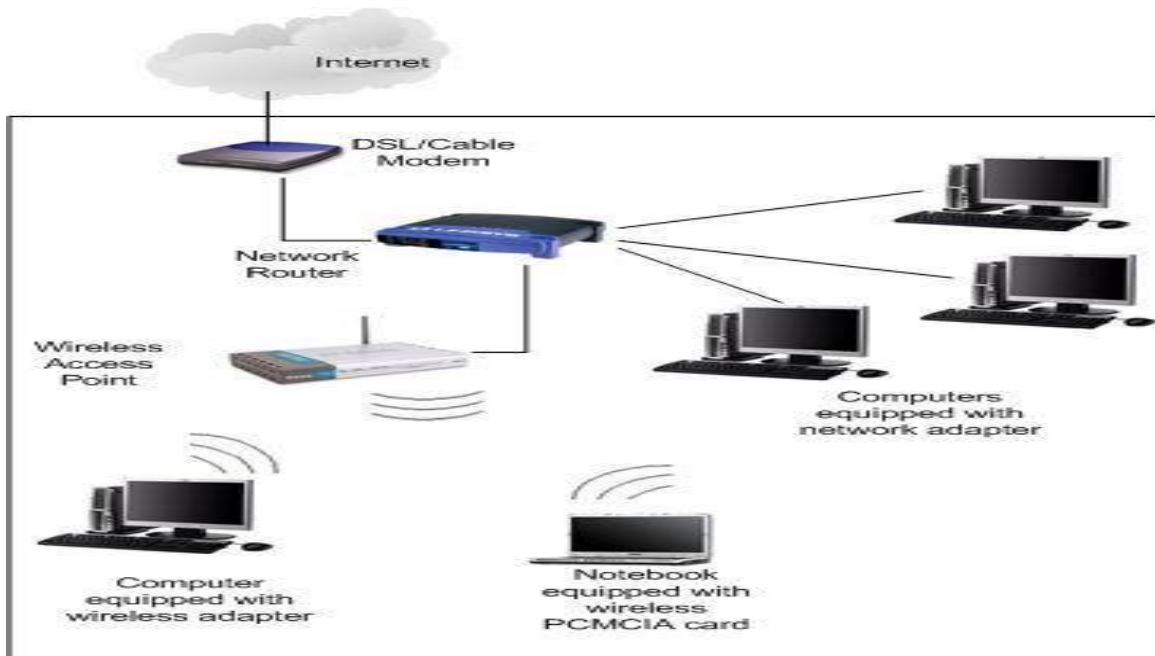 Internet
DSL/Cable
Modem
Network
Router
Wireless
Access
Point
Computers
equipped with
network adapter
Computer
equipped with
wireless adapter
Notebook
equipped with
wireless
PCMCIA card